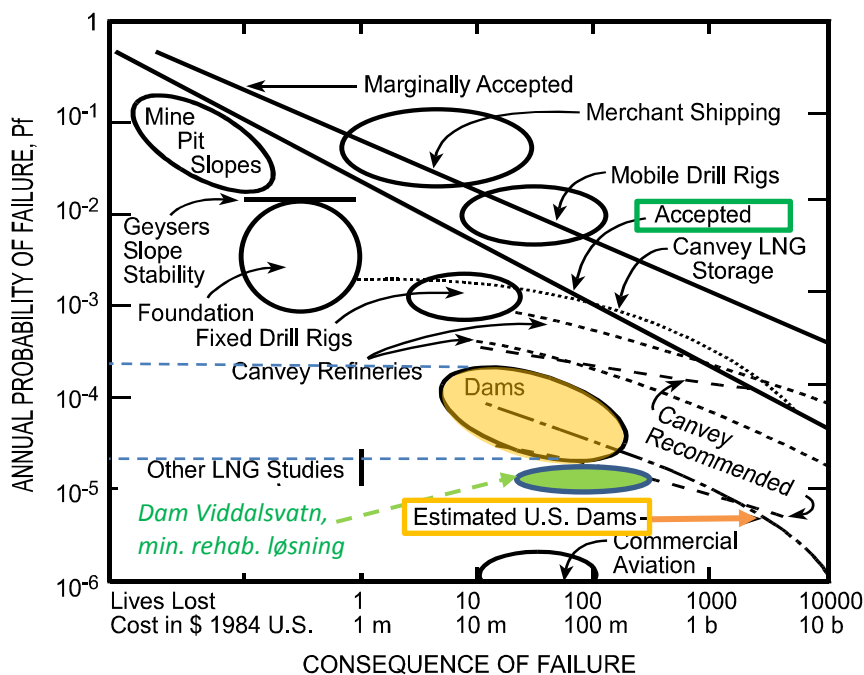 ANNUAL PROBABILITY OF FAILURE, Pf
1
10-1
10-2
10-3
10-4
10-5
10-6
Marginally Accepted
Merchant Shipping
Mine
Pit
Slopes
Mobile Drill Rigs
Accepted
Geysers
Slope
Stability
Canvey LNG
Storage
Foundation
Fixed Drill Rigs
Canvey Refineries
Dams
Canvey
Recommended
Other LNG Studies
Dam Viddalsvatn,
min. rehab. løsning
Estimated U.S. Dams
Commercial
Aviation
Lives Lost 1 10 100 1000 10000
Cost in $ 1984 U.S. 1 m 10 m 100 m 1 b 10 b
CONSEQUENCE OF FAILURE